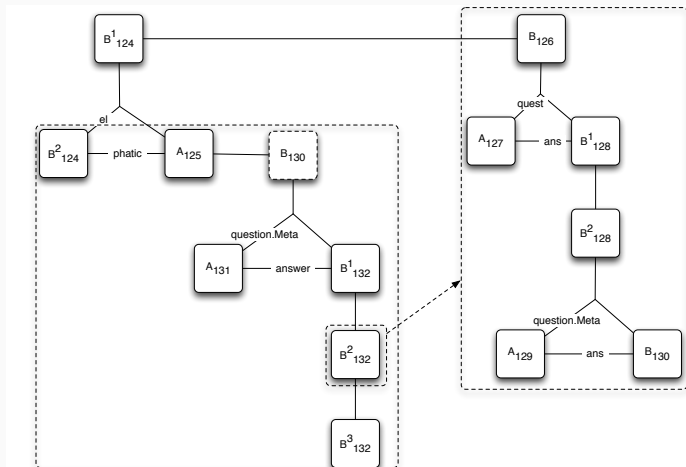 B¹₁₂₄
B₁₂₆
el
quest
B²₁₂₄
phatic
A₁₂₅
B₁₃₀
A₁₂₇
ans
B¹₁₂₈
question.Meta
B²₁₂₈
A₁₃₁
answer
B¹₁₃₂
question.Meta
B²₁₃₂
A₁₂₉
ans
B₁₃₀
B³₁₃₂